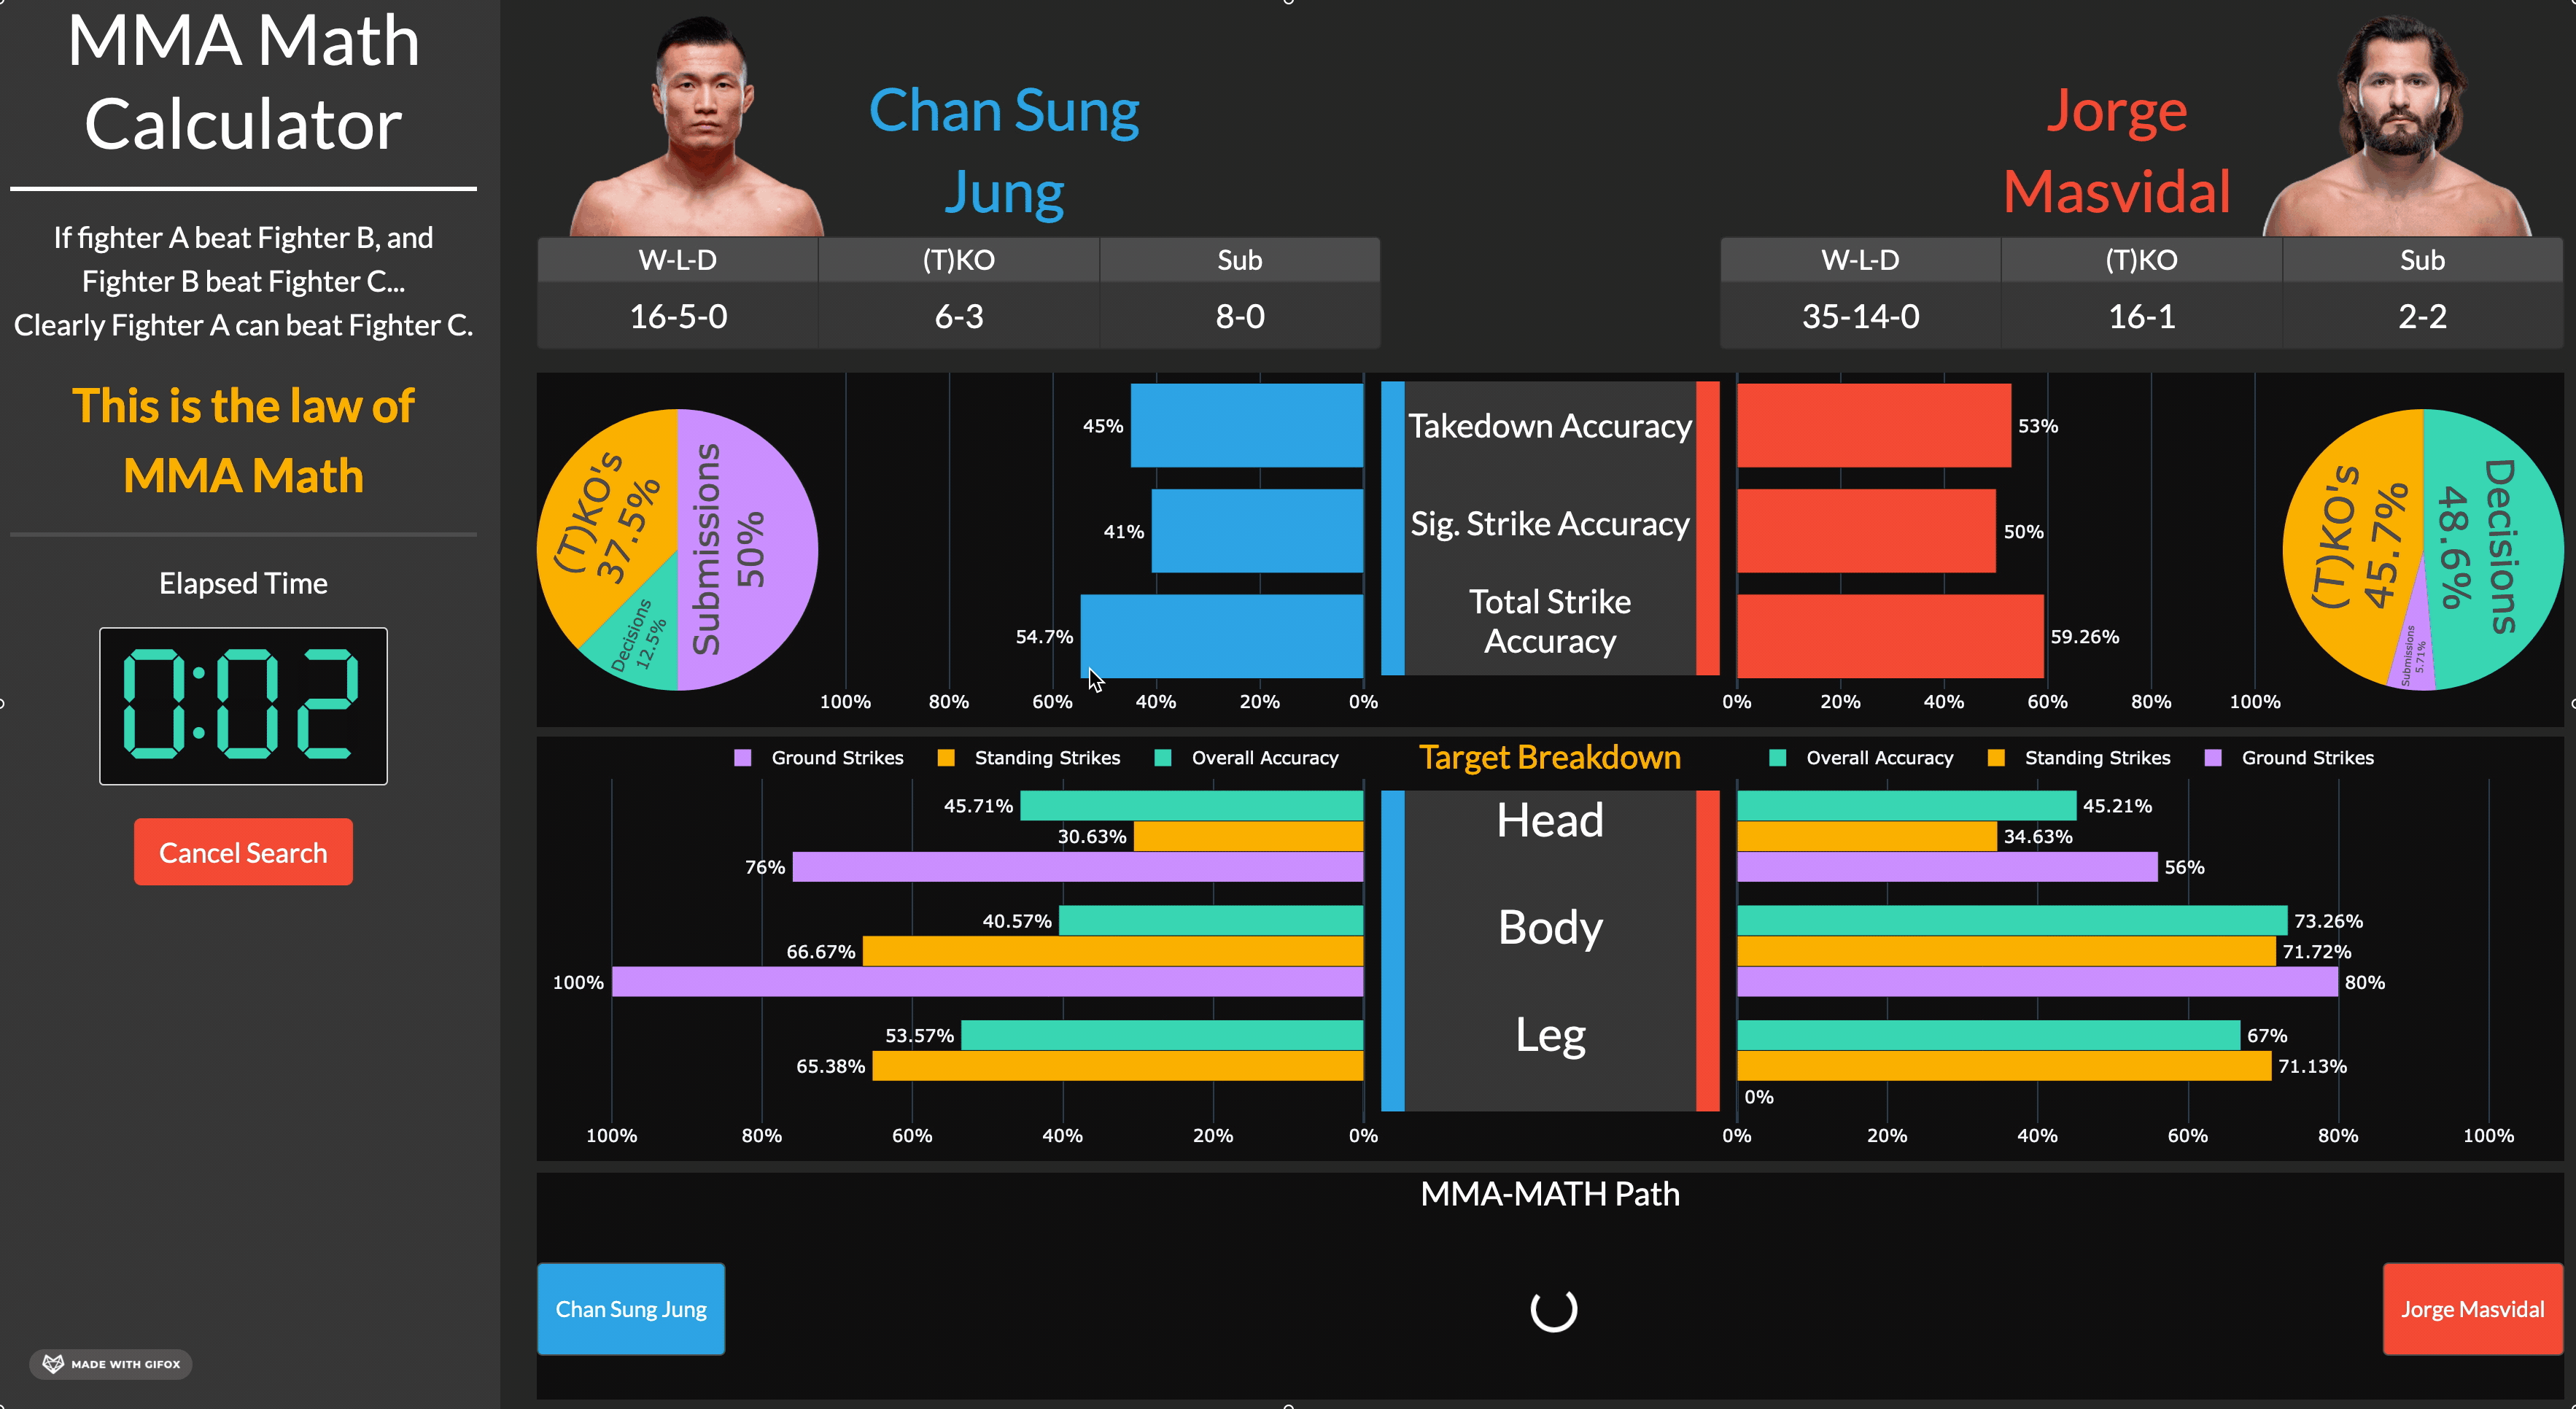 MMA Math
Calculator
If fighter A beat Fighter B, and
Fighter B beat Fighter C...
Clearly Fighter A can beat Fighter C.
This is the law of
MMA Math
Elapsed Time
0:02
Cancel Search
MADE WITH GIFOX
Chan Sung
Jung
Jorge
Masvidal
W-L-D (T)KO Sub
16-5-0 6-3 8-0
W-L-D (T)KO Sub
35-14-0 16-1 2-2
(T)KO's
37.5%
Submissions
50%
Decisions
12.5%
45%
41%
54.7%
100% 80% 60% 40% 20% 0%
Takedown Accuracy
Sig. Strike Accuracy
Total Strike
Accuracy
53%
50%
59.26%
0% 20% 40% 60% 80% 100%
(T)KO's
45.7%
Decisions
48.6%
Submissions
5.71%
Ground Strikes Standing Strikes Overall Accuracy
Target Breakdown
Overall Accuracy Standing Strikes Ground Strikes
45.71%
30.63%
76%
40.57%
66.67%
100%
53.57%
65.38%
100% 80% 60% 40% 20% 0%
Head
Body
Leg
45.21%
34.63%
56%
73.26%
71.72%
80%
67%
71.13%
0%
0% 20% 40% 60% 80% 100%
MMA-MATH Path
Chan Sung Jung
Jorge Masvidal